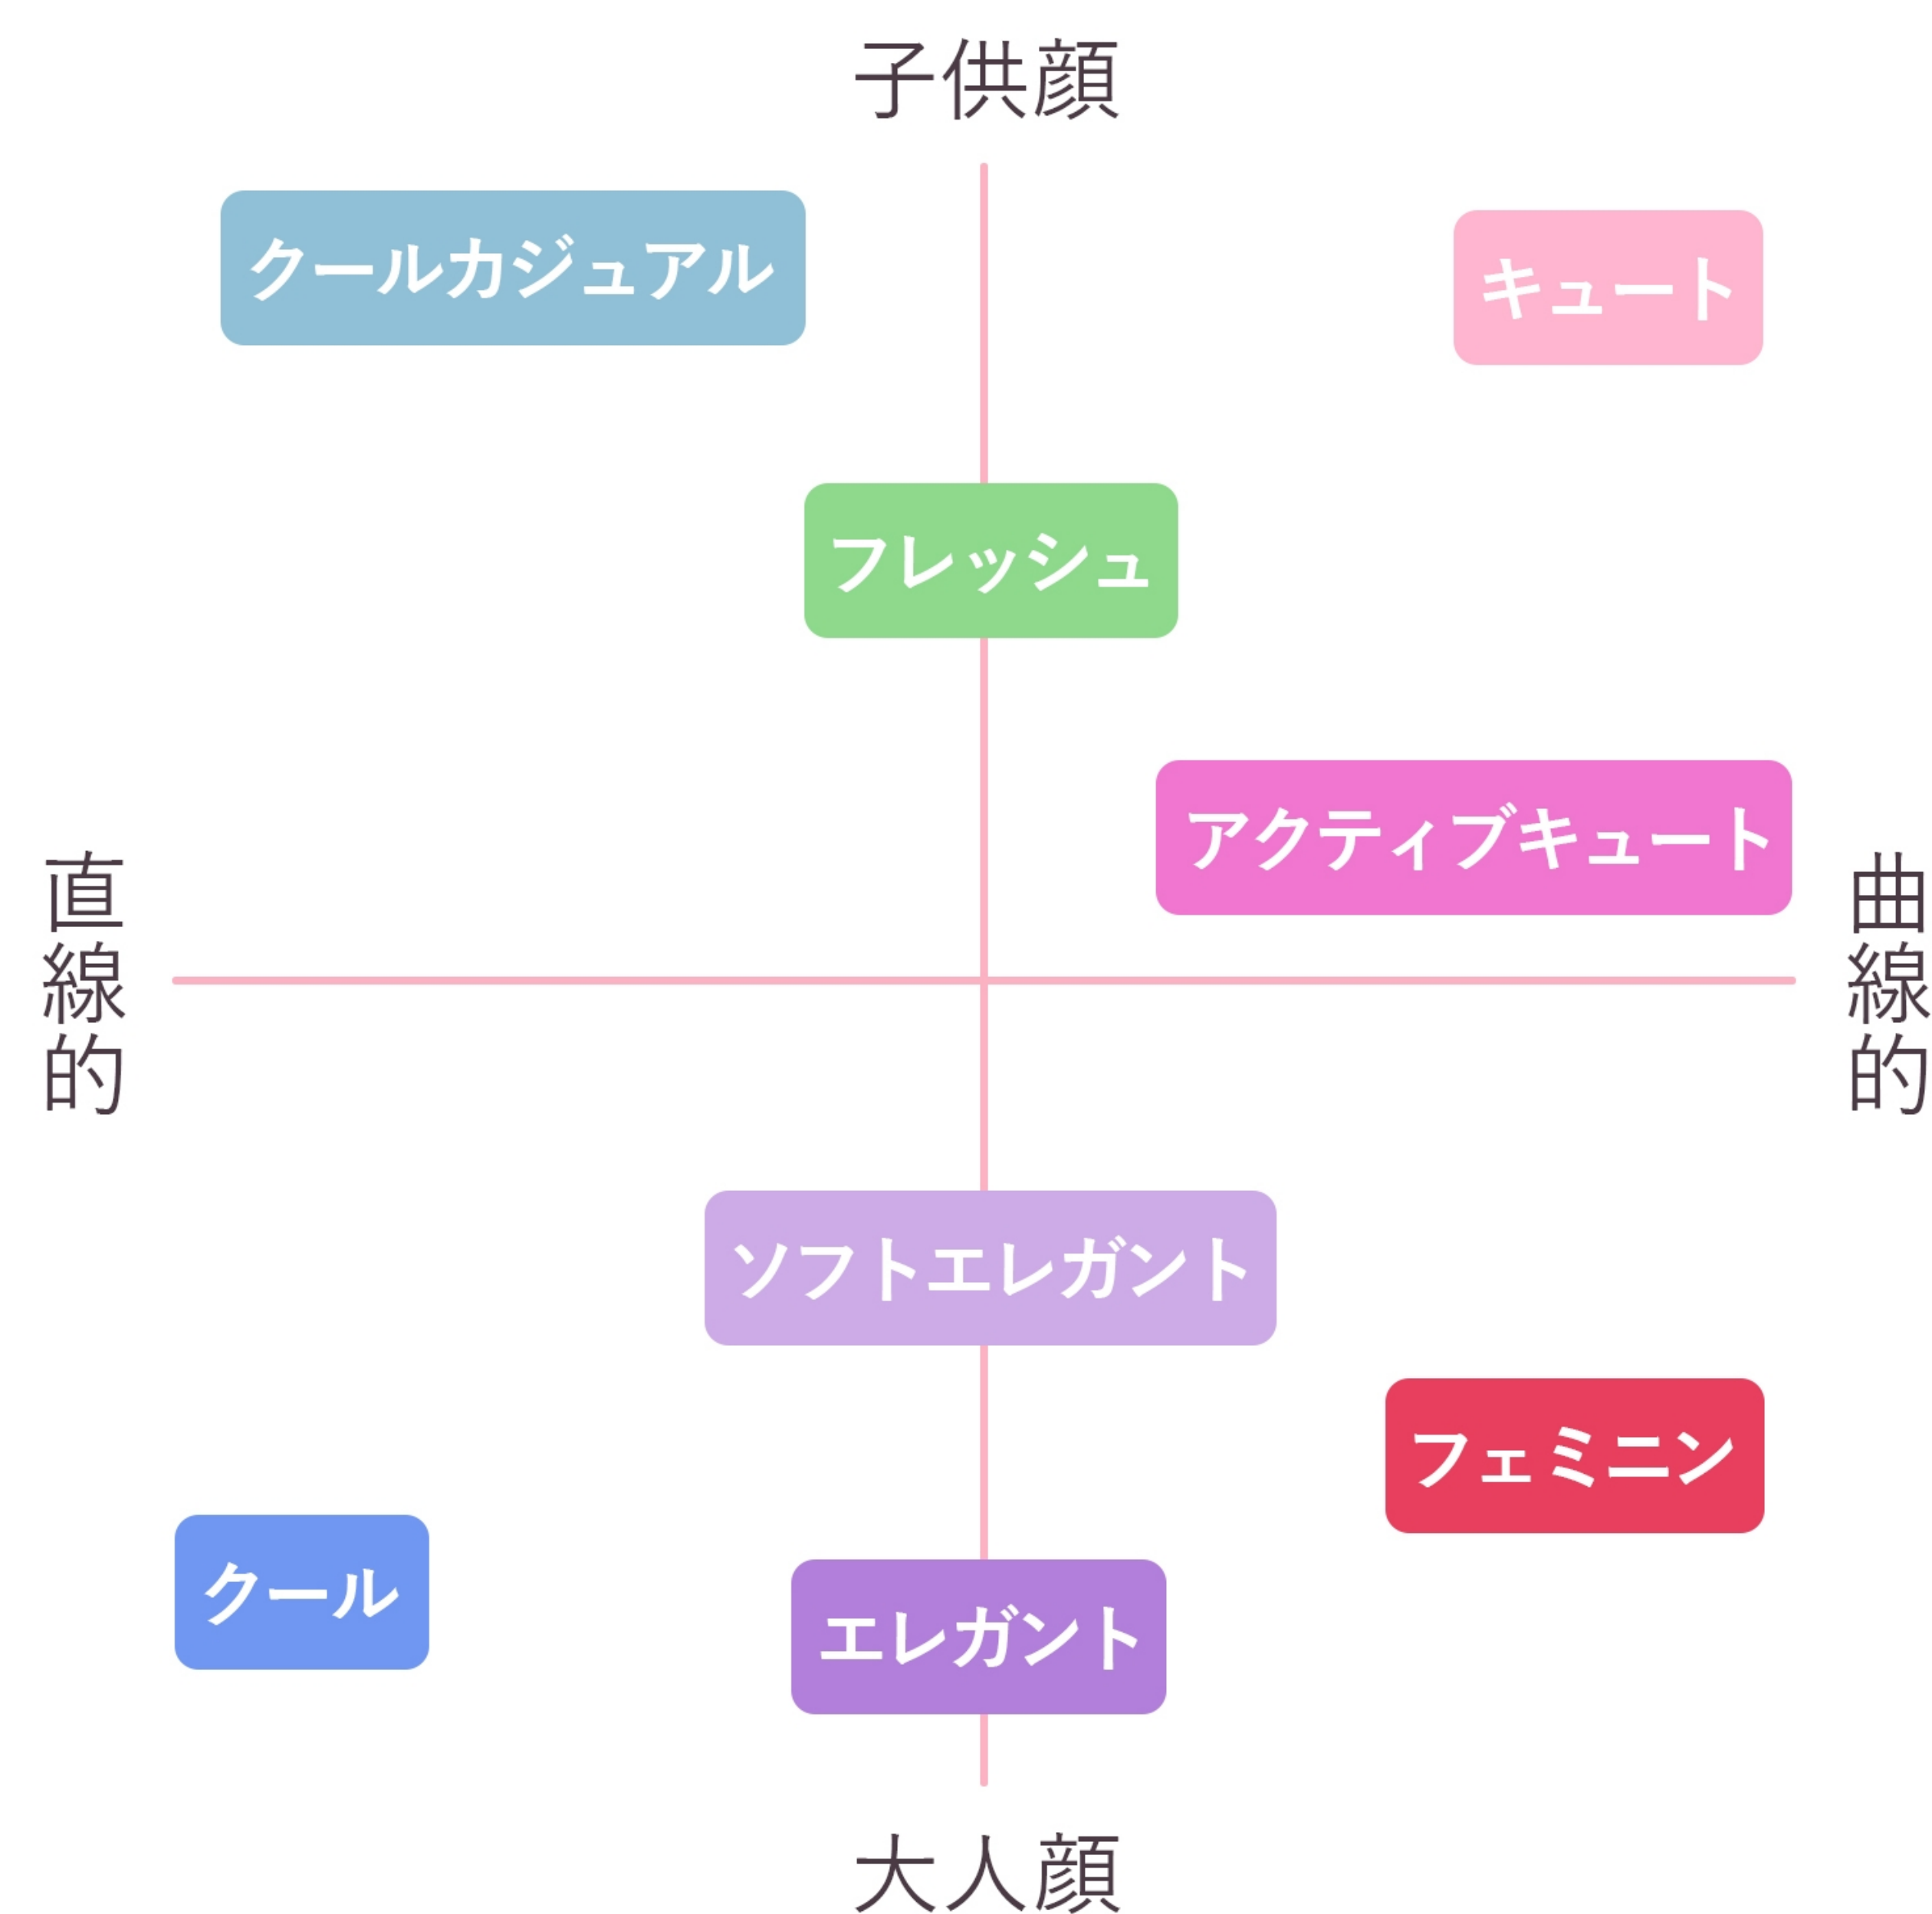 子供顔
クールカジュアル
キュート
フレッシュ
アクティブキュート
直線的
曲線的
ソフトエレガント
フェミニン
クール
エレガント
大人顔